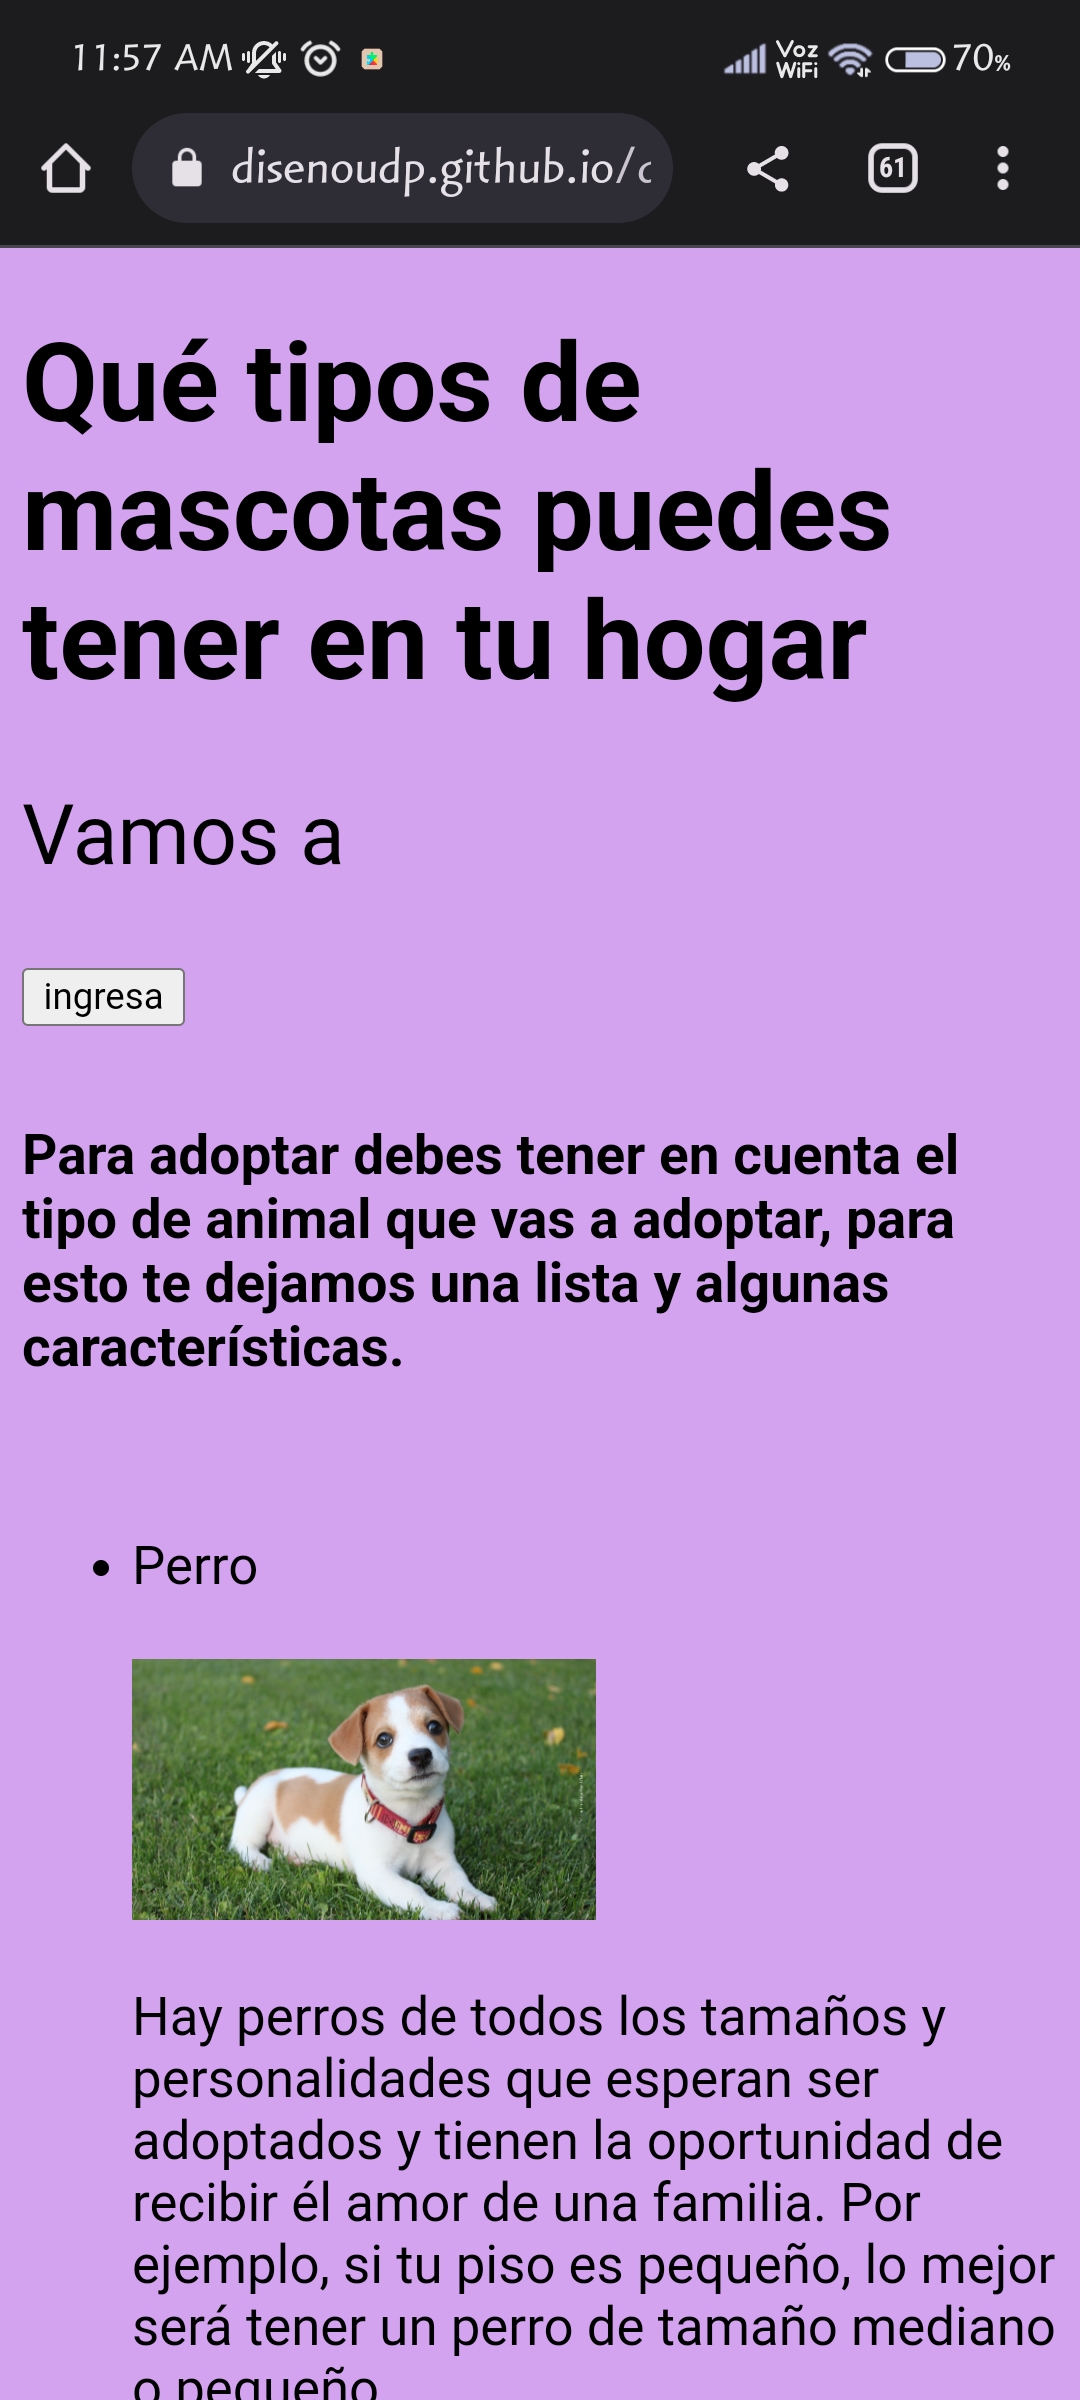 11:57 AM
Voz WiFi
70%
disenoudp.github.io/c
61
Qué tipos de
mascotas puedes
tener en tu hogar
Vamos a
ingresa
Para adoptar debes tener en cuenta el
tipo de animal que vas a adoptar, para
esto te dejamos una lista y algunas
características.
• Perro
Hay perros de todos los tamaños y
personalidades que esperan ser
adoptados y tienen la oportunidad de
recibir él amor de una familia. Por
ejemplo, si tu piso es pequeño, lo mejor
será tener un perro de tamaño mediano
o pequeño